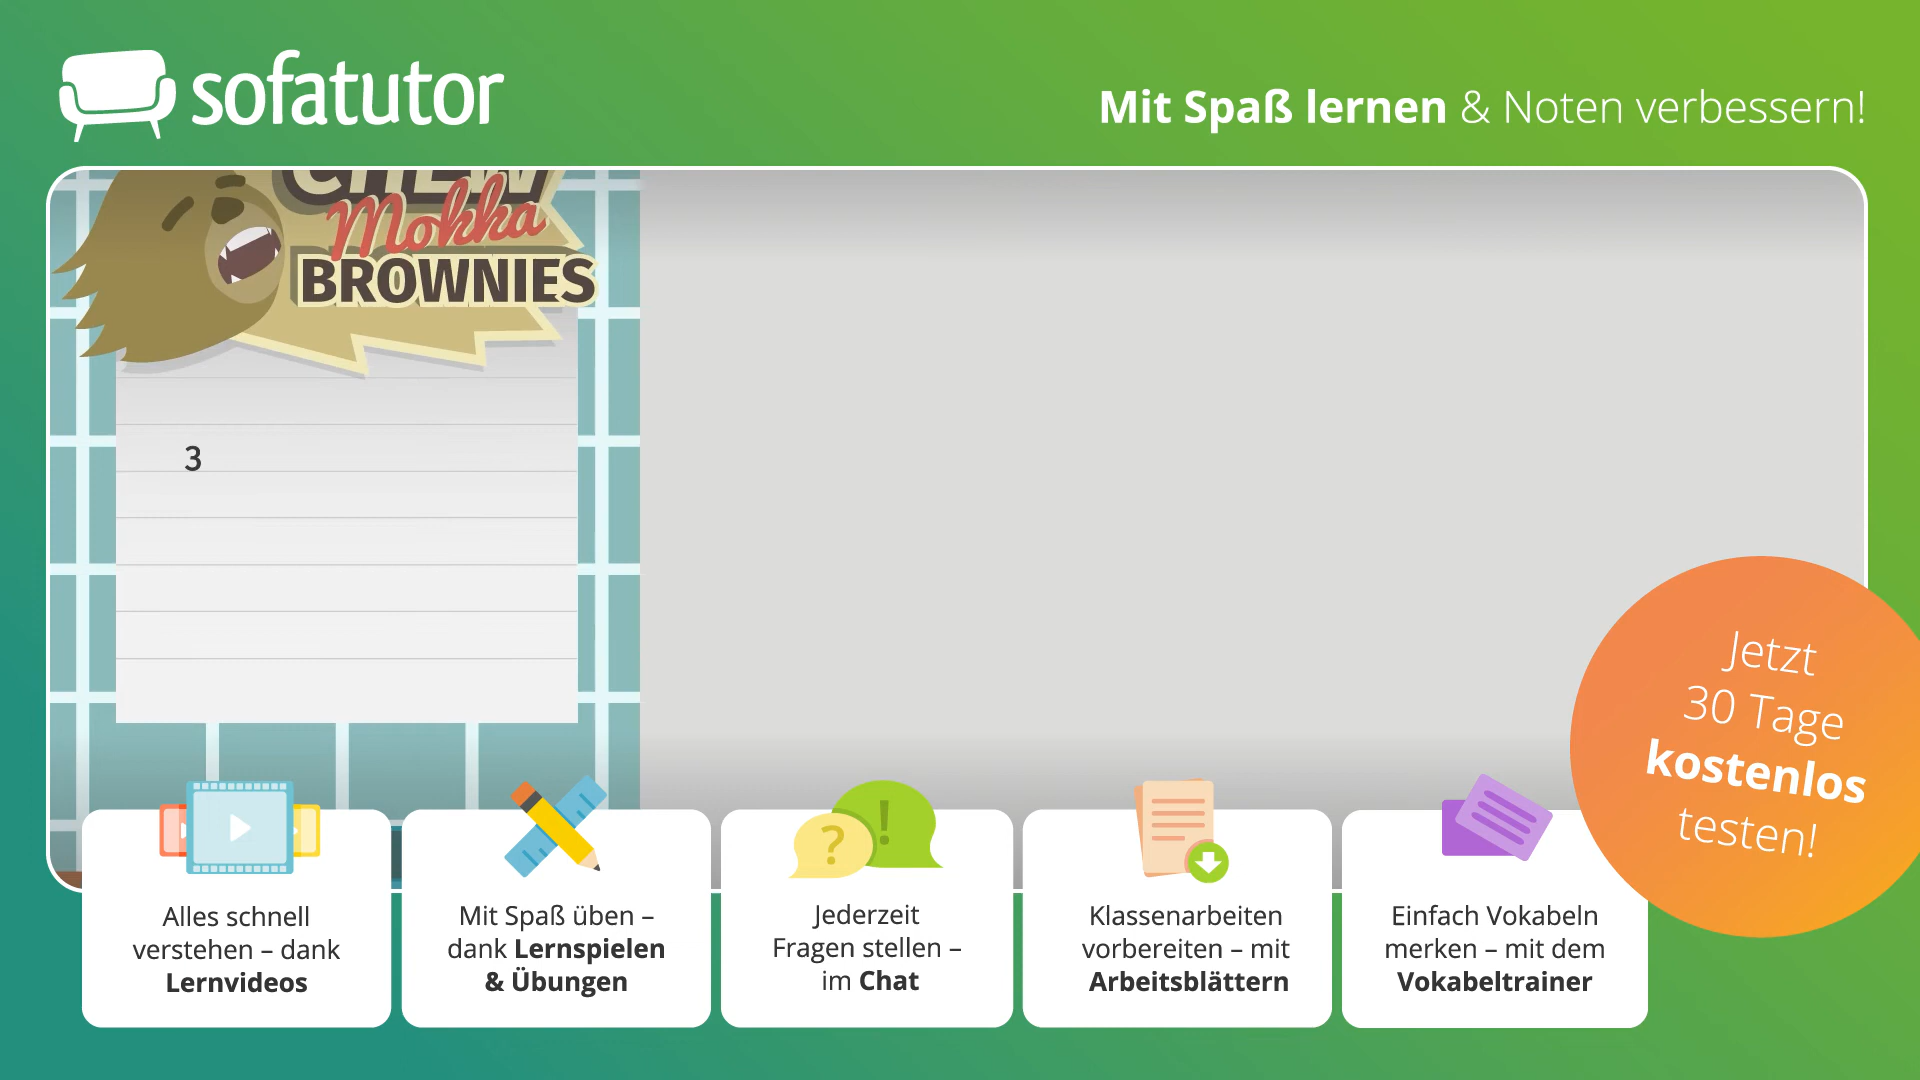 sofatutor
Mit Spaß lernen & Noten verbessern!
CHEW
Mokka
BROWNIES
3
Jetzt
30 Tage
kostenlos
testen!
Alles schnell
verstehen – dank
Lernvideos
Mit Spaß üben –
dank Lernspielen
& Übungen
?
!
Jederzeit
Fragen stellen –
im Chat
Klassenarbeiten
vorbereiten – mit
Arbeitsblättern
Einfach Vokabeln
merken – mit dem
Vokabeltrainer